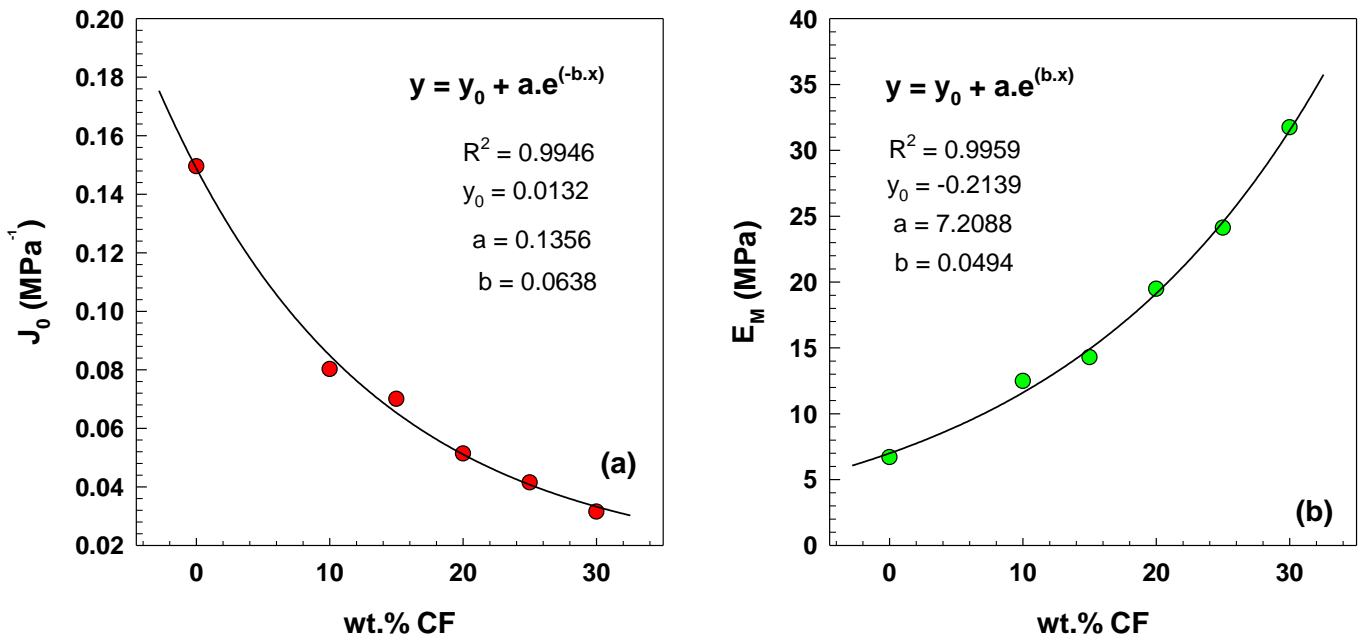 0.20
0.18
0.16
0.14
0.12
0.10
0.08
0.06
0.04
0.02
J₀ (MPa⁻¹)
y = y₀ + a.e^(-b.x)
R² = 0.9946
y₀ = 0.0132
a = 0.1356
b = 0.0638
(a)
0 10 20 30
wt.% CF
40
35
30
25
20
15
10
5
0
E_M (MPa)
y = y₀ + a.e^(b.x)
R² = 0.9959
y₀ = -0.2139
a = 7.2088
b = 0.0494
(b)
0 10 20 30
wt.% CF